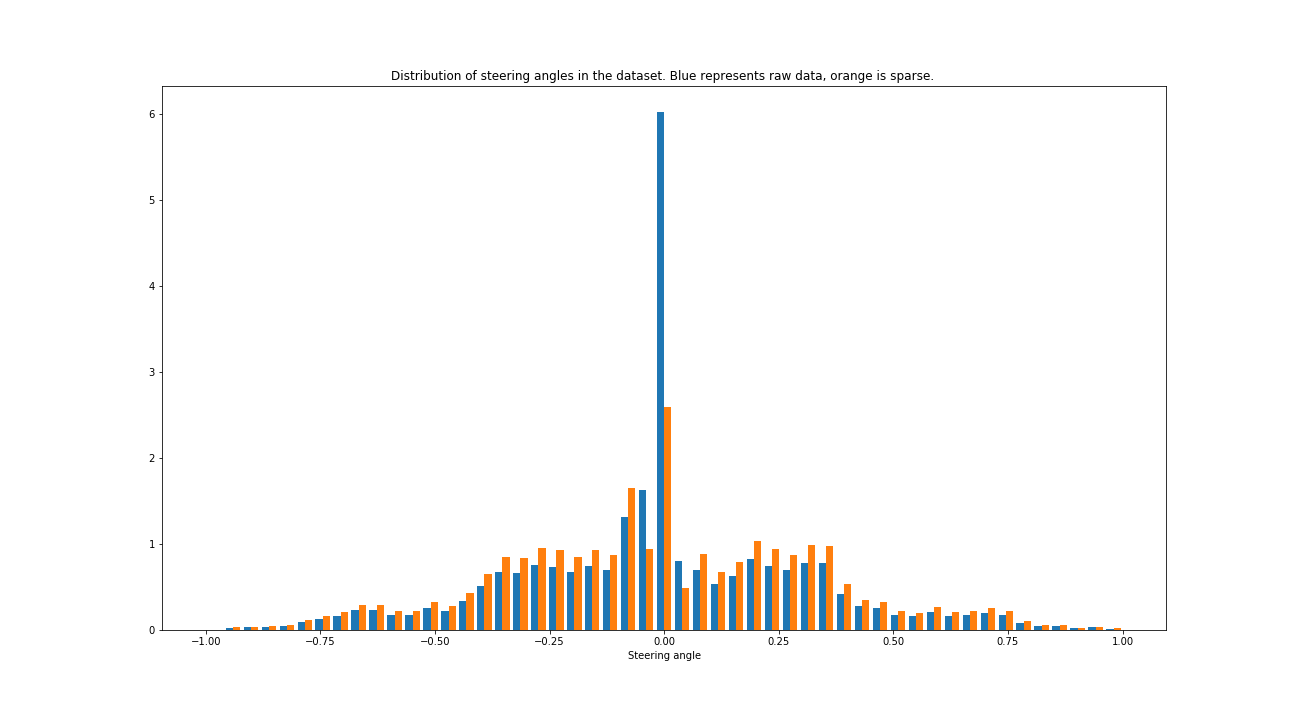 Distribution of steering angles in the dataset. Blue represents raw data, orange is sparse.
6
5
4
3
2
1
0
−1.00 −0.75 −0.50 −0.25 0.00 0.25 0.50 0.75 1.00
Steering angle